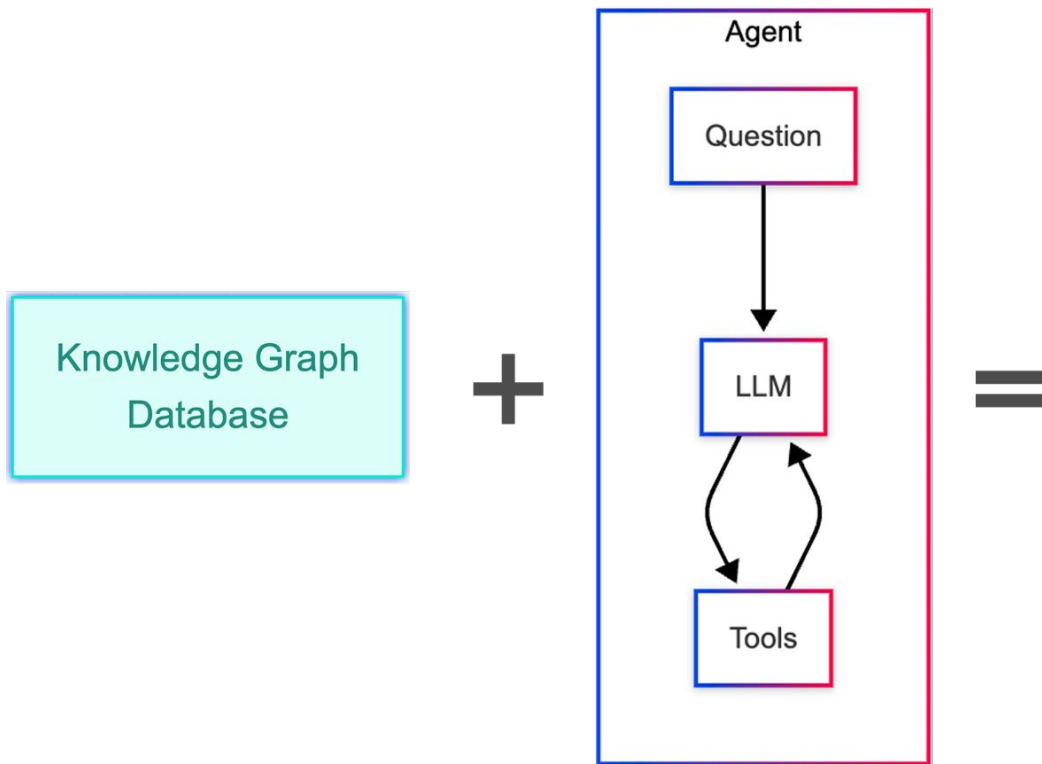 Agent
Question
Knowledge Graph
Database
+
LLM
=
Tools